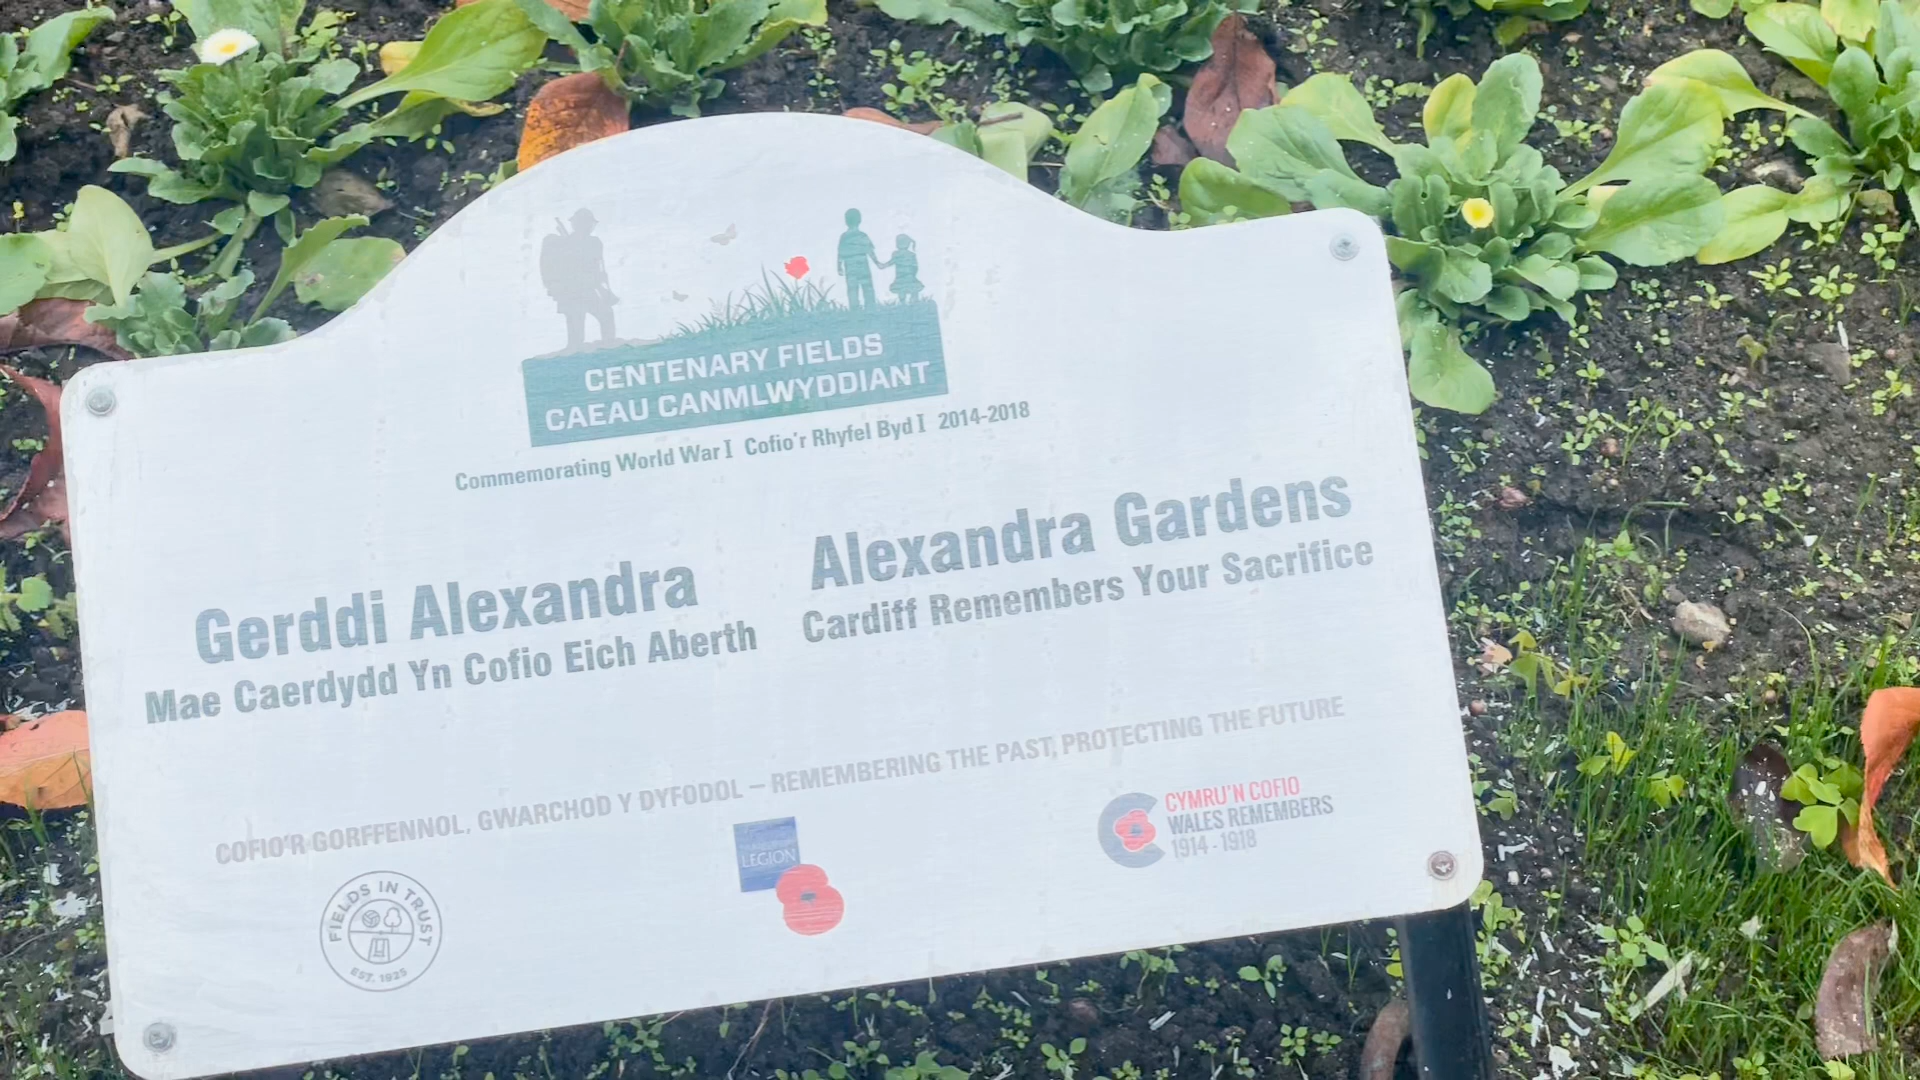 CENTENARY FIELDS
CAEAU CANMLWYDDIANT
Commemorating World War I Cofio'r Rhyfel Byd I 2014-2018
Gerddi Alexandra
Mae Caerdydd Yn Cofio Eich Aberth
Alexandra Gardens
Cardiff Remembers Your Sacrifice
COFIO'R GORFFENNOL, GWARCHOD Y DYFODOL – REMEMBERING THE PAST, PROTECTING THE FUTURE
FIELDS IN TRUST
EST. 1925
LEGION
CYMRU'N COFIO
WALES REMEMBERS
1914 - 1918